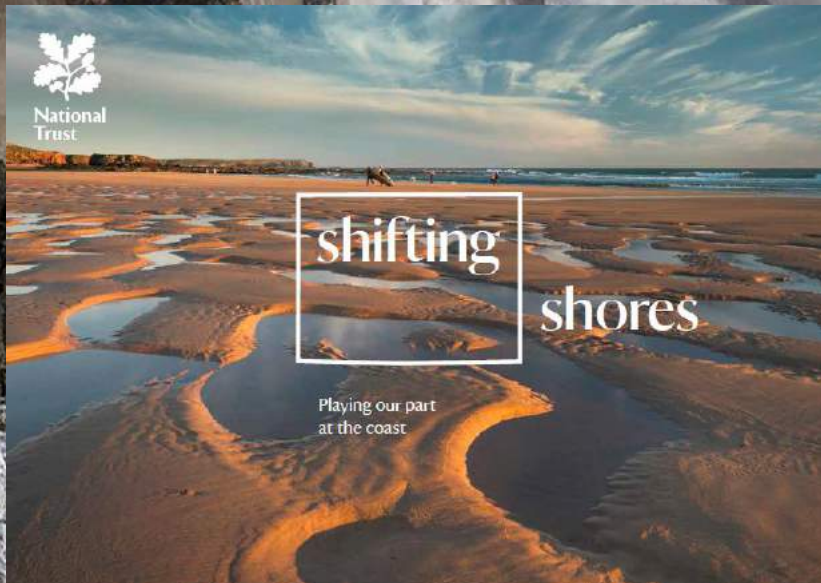 National
Trust
shifting
shores
Playing our part
at the coast